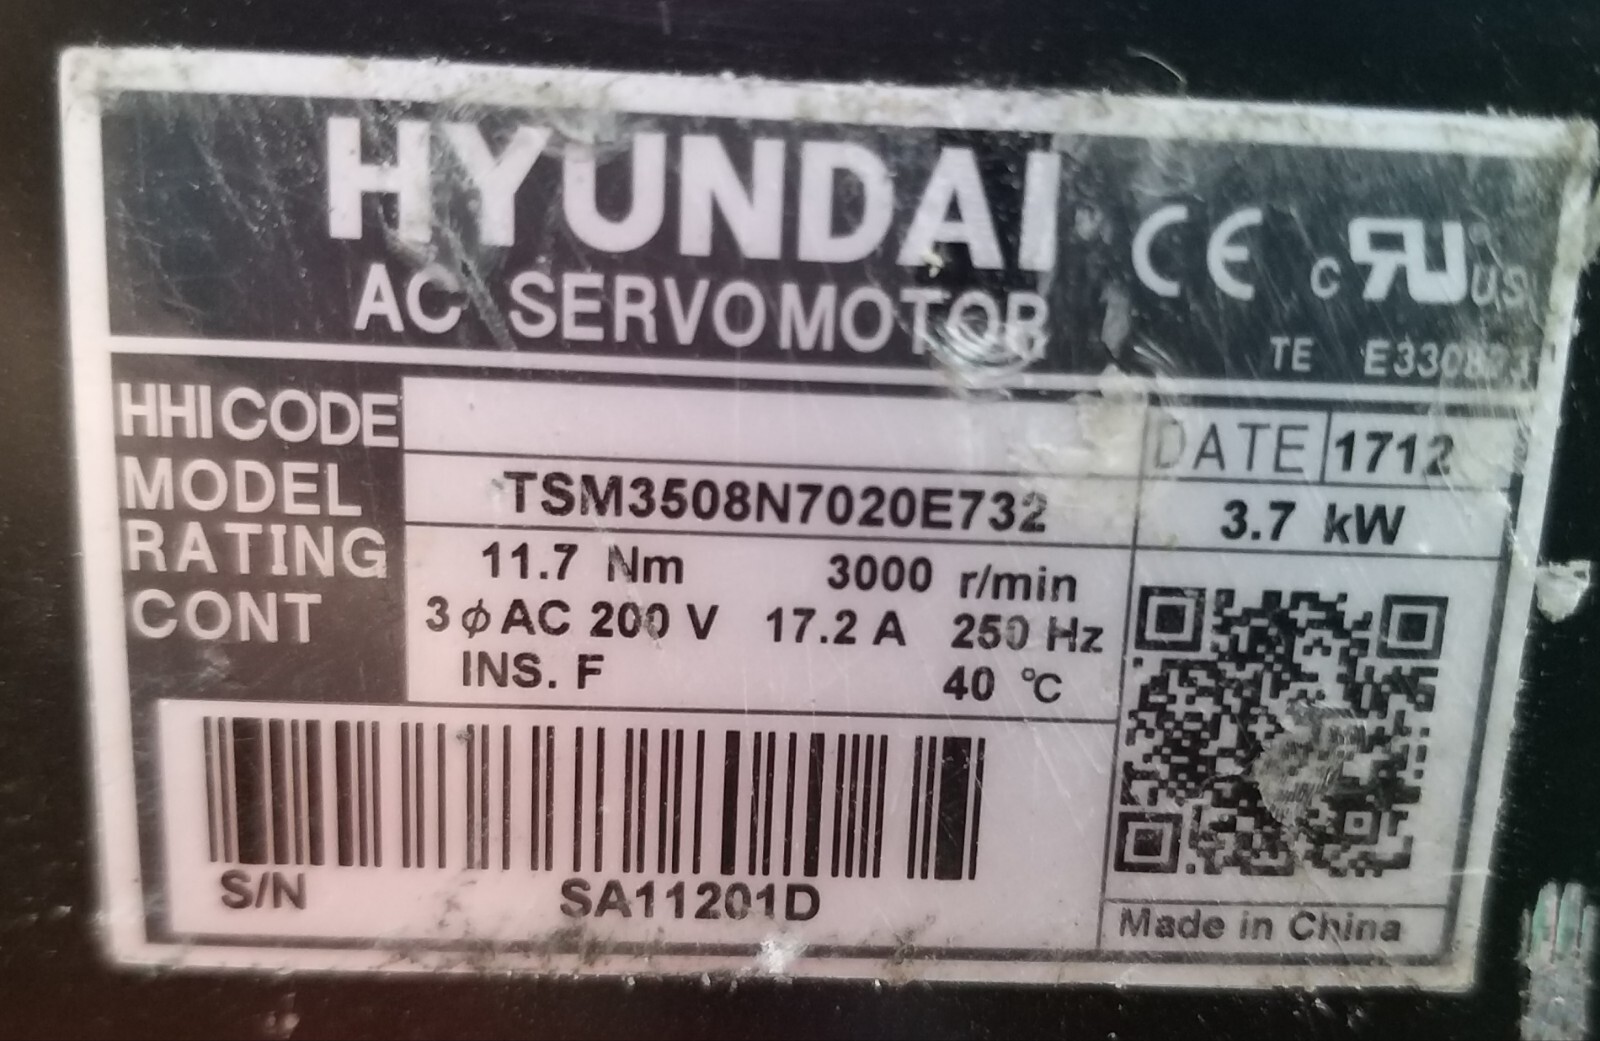 HYUNDAI
AC SERVOMOTOR
CE c RU US
TE
HHI CODE
DATE 1712
MODEL TSM3508N7020E732 3.7 kW
RATING 11.7 Nm 3000 r/min
CONT 3 ϕ AC 200 V 17.2 A 250 Hz
INS. F 40 ℃
S/N SA11201D
Made in China